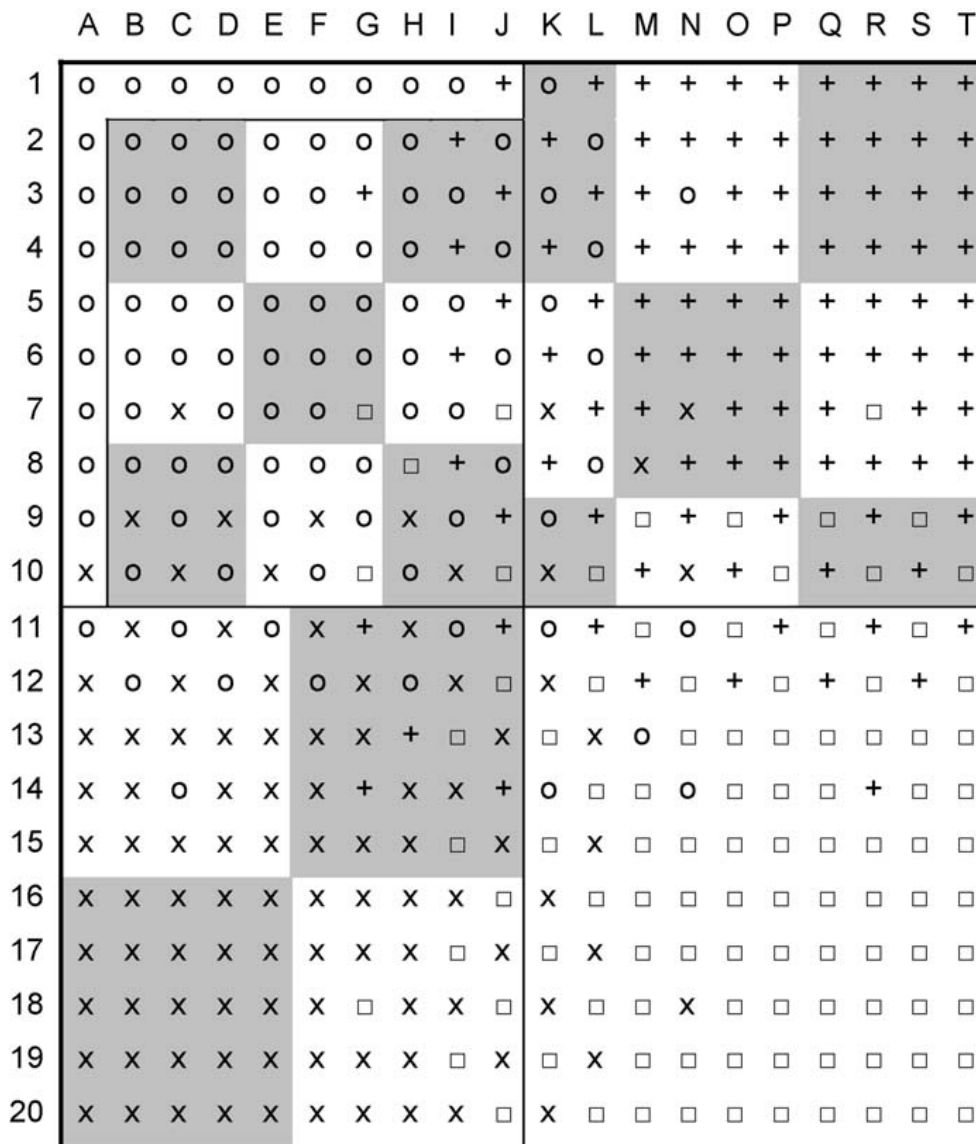 A B C D E F G H I J K L M N O P Q R S T
1 o o o o o o o o o + o + + + + + + + + +
2 o o o o o o o o + o + o + + + + + + + +
3 o o o o o o + o o + o + + o + + + + + +
4 o o o o o o o o + o + o + + + + + + + +
5 o o o o o o o o o + o + + + + + + + + +
6 o o o o o o o o + o + o + + + + + + + +
7 o o x o o o □ o o □ x + + x + + + □ + +
8 o o o o o o o □ + o + o x + + + + + + +
9 o x o x o x o x o + o + □ + □ + □ + □ +
10 x o x o x o □ o x □ x □ + x + □ + □ + □
11 o x o x o x + x o + o + □ o □ + □ + □ +
12 x o x o x o x o x □ x □ + □ + □ + □ + □
13 x x x x x x x + □ x □ x o □ □ □ □ □ □ □
14 x x o x x x + x x + o □ □ o □ □ □ + □ □
15 x x x x x x x x □ x □ x □ □ □ □ □ □ □ □
16 x x x x x x x x x □ x □ □ □ □ □ □ □ □ □
17 x x x x x x x x □ x □ x □ □ □ □ □ □ □ □
18 x x x x x x □ x x □ x □ □ x □ □ □ □ □ □
19 x x x x x x x x □ x □ x □ □ □ □ □ □ □ □
20 x x x x x x x x x □ x □ □ □ □ □ □ □ □ □